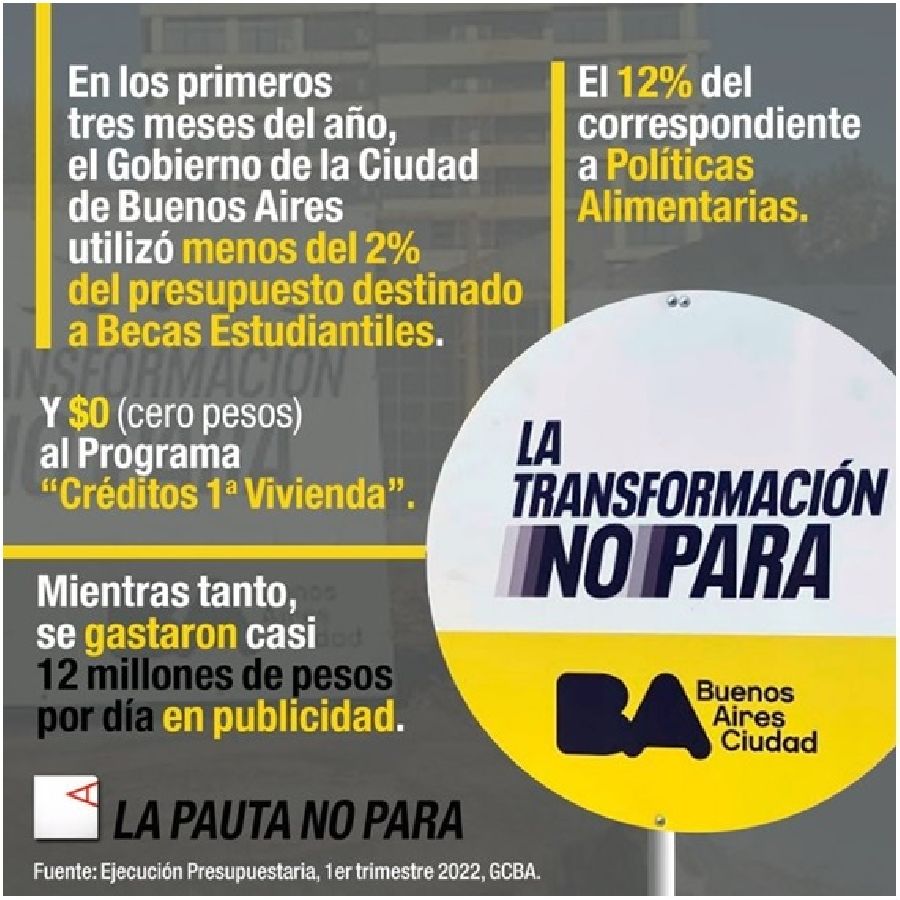 En los primeros
tres meses del año,
el Gobierno de la Ciudad
de Buenos Aires
utilizó menos del 2%
del presupuesto destinado
a Becas Estudiantiles.
El 12% del
correspondiente
a Políticas
Alimentarias.
Y $0 (cero pesos)
al Programa
“Créditos 1ª Vivienda”.
Mientras tanto,
se gastaron casi
12 millones de pesos
por día en publicidad.
LA
TRANSFORMACIÓN
NO PARA
BA Buenos
Aires
Ciudad
A LA PAUTA NO PARA
Fuente: Ejecución Presupuestaria, 1er trimestre 2022, GCBA.